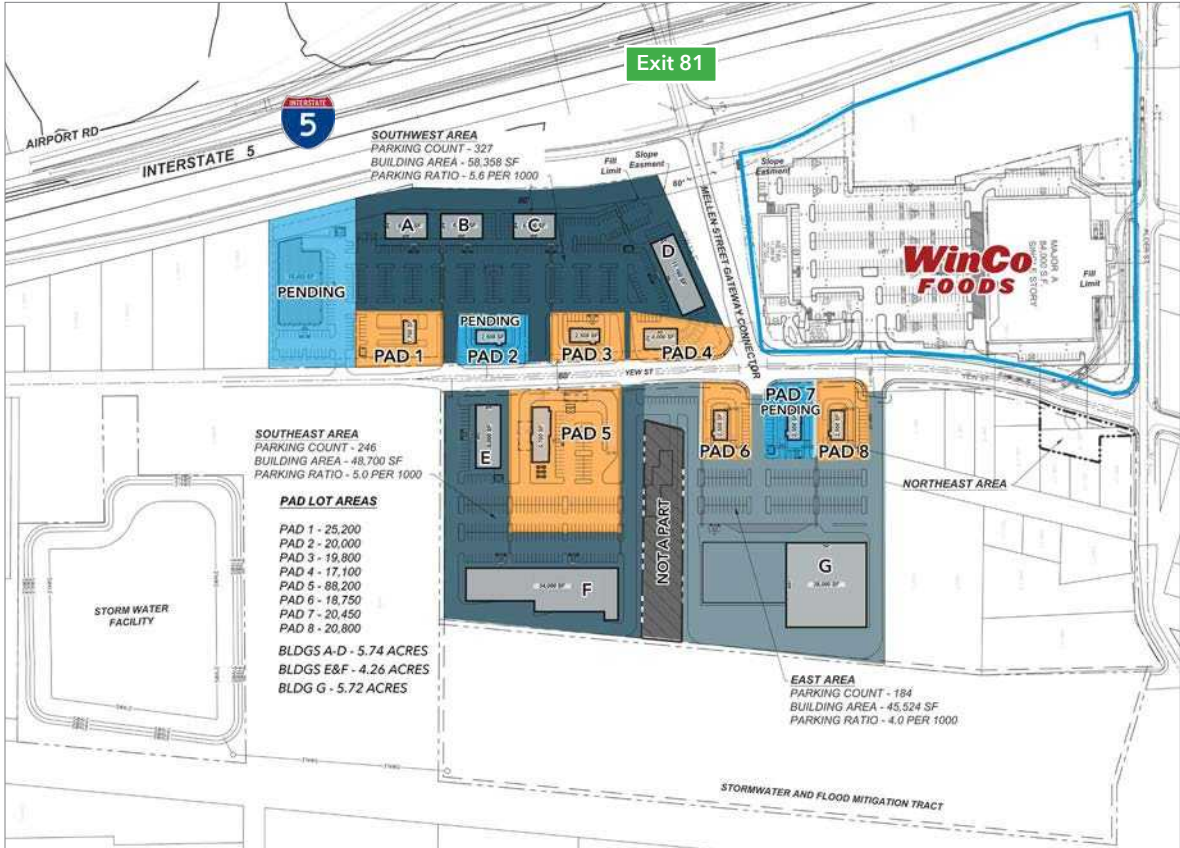 Exit 81
INTERSTATE
5
AIRPORT RD
INTERSTATE 5
SOUTHWEST AREA
PARKING COUNT - 327
BUILDING AREA - 58,358 SF
PARKING RATIO - 5.6 PER 1000
Fill
Limit
Slope
Easment
60'
80'
MELLEN STREET GATEWAY CONNECTOR
Slope
Easment
A
B
C
D
WinCo
FOODS
MAJOR A
84,000 S.F.
SINGLE STORY
Fill
Limit
PENDING
PAD 1
PENDING
PAD 2
PAD 3
PAD 4
60'
YEW ST
YEW ST
SOUTHEAST AREA
PARKING COUNT - 246
BUILDING AREA - 48,700 SF
PARKING RATIO - 5.0 PER 1000
E
PAD 5
PAD 6
PAD 7
PENDING
PAD 8
NORTHEAST AREA
PAD LOT AREAS
PAD 1 - 25,200
PAD 2 - 20,000
PAD 3 - 19,800
PAD 4 - 17,100
PAD 5 - 88,200
PAD 6 - 18,750
PAD 7 - 20,450
PAD 8 - 20,800
BLDGS A-D - 5.74 ACRES
BLDGS E&F - 4.26 ACRES
BLDG G - 5.72 ACRES
NOT A PART
F
G
STORM WATER
FACILITY
EAST AREA
PARKING COUNT - 184
BUILDING AREA - 45,524 SF
PARKING RATIO - 4.0 PER 1000
STORMWATER AND FLOOD MITIGATION TRACT